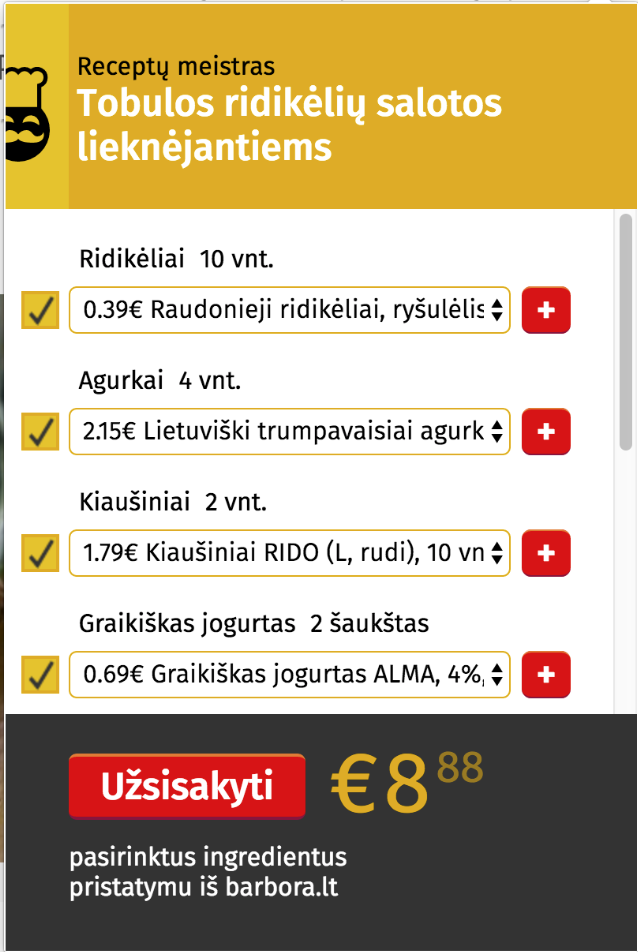 Receptų meistras
Tobulos ridikėlių salotos
lieknėjantiems
Ridikėliai 10 vnt.
0.39€ Raudonieji ridikėliai, ryšulėlis
Agurkai 4 vnt.
2.15€ Lietuviški trumpavaisiai agurk
Kiaušiniai 2 vnt.
1.79€ Kiaušiniai RIDO (L, rudi), 10 vn
Graikiškas jogurtas 2 šaukštas
0.69€ Graikiškas jogurtas ALMA, 4%,
Užsisakyti €8 88
pasirinktus ingredientus
pristatymu iš barbora.lt